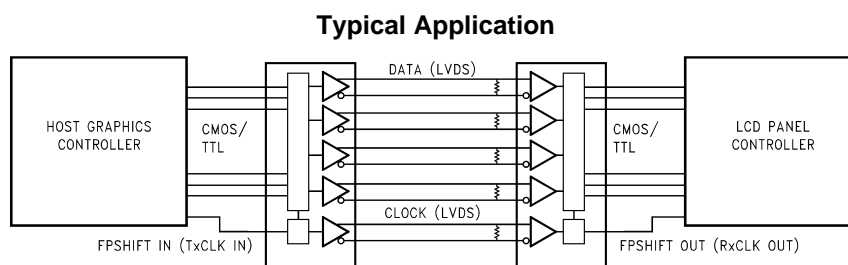 Typical Application
DATA (LVDS)
HOST GRAPHICS
CONTROLLER
CMOS/
TTL
CMOS/
TTL
LCD PANEL
CONTROLLER
CLOCK (LVDS)
FPSHIFT IN (TxCLK IN)
FPSHIFT OUT (RxCLK OUT)